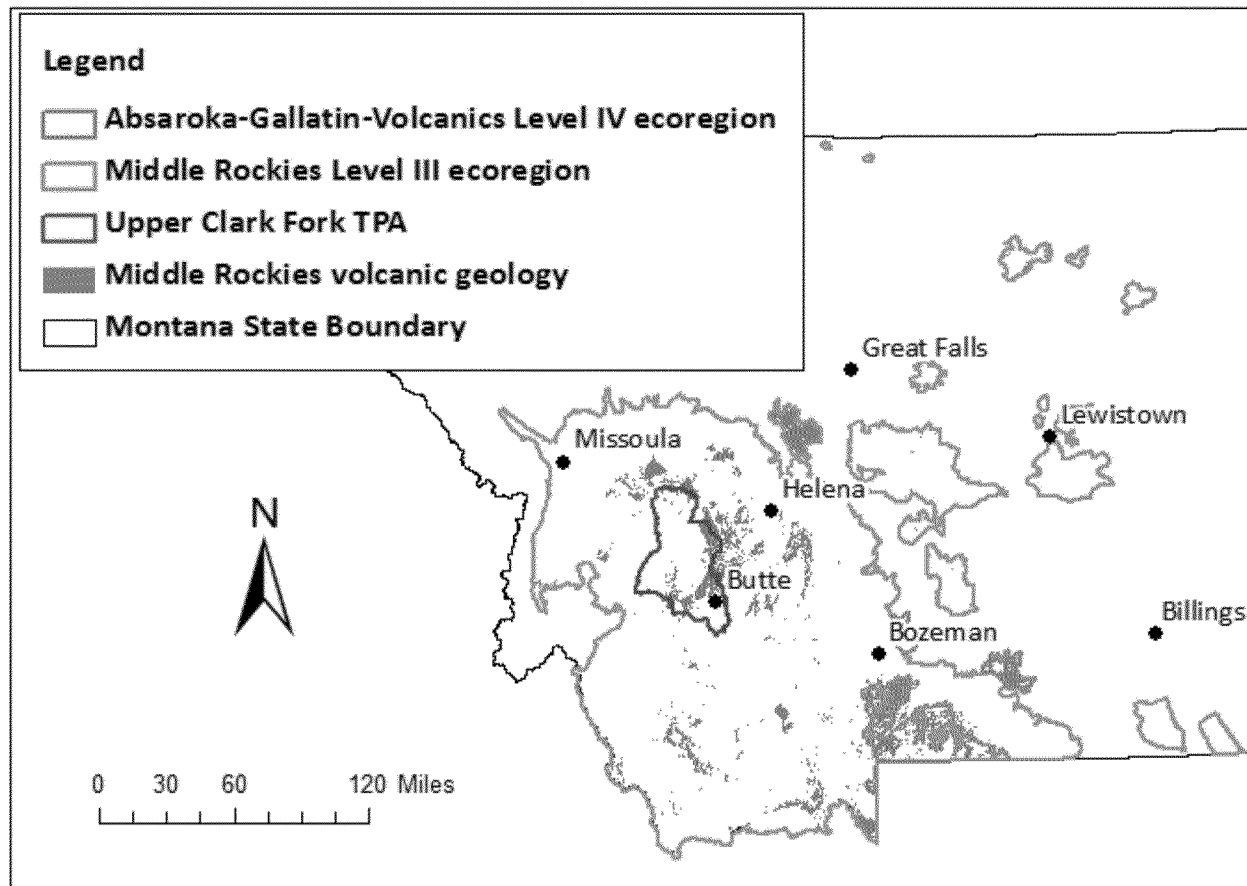 Legend
Absaroka-Gallatin-Volcanics Level IV ecoregion
Middle Rockies Level III ecoregion
Upper Clark Fork TPA
Middle Rockies volcanic geology
Montana State Boundary
Great Falls
Lewistown
Missoula
Helena
N
Butte
Billings
Bozeman
0 30 60 120 Miles